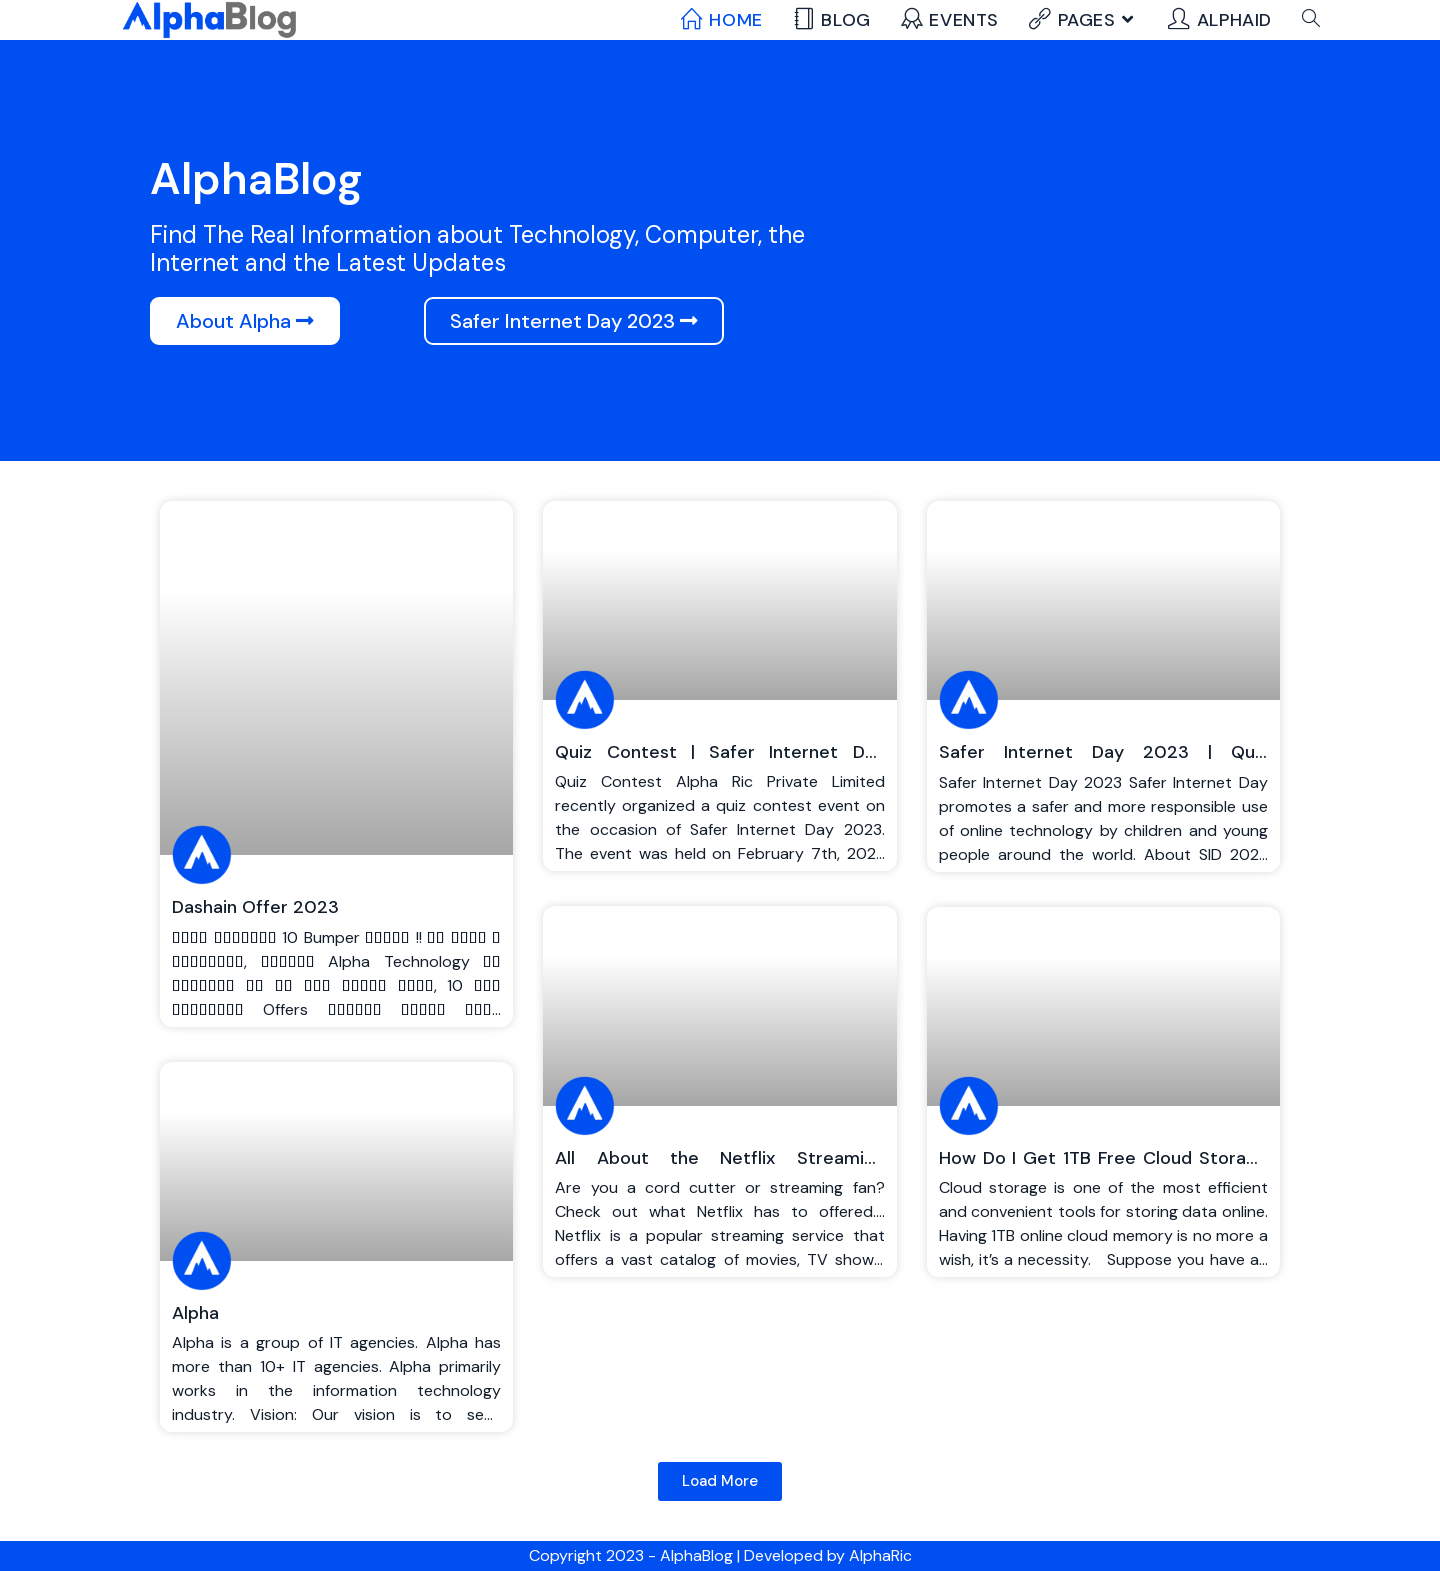 AlphaBlog
HOME BLOG EVENTS PAGES ALPHAID
AlphaBlog
Find The Real Information about Technology, Computer, the
Internet and the Latest Updates
About Alpha
Safer Internet Day 2023
Dashain Offer 2023
10 Bumper !!
, Alpha Technology
, 10
Offers ...
Alpha
Alpha is a group of IT agencies. Alpha has
more than 10+ IT agencies. Alpha primarily
works in the information technology
industry. Vision: Our vision is to se...
Quiz Contest | Safer Internet D...
Quiz Contest Alpha Ric Private Limited
recently organized a quiz contest event on
the occasion of Safer Internet Day 2023.
The event was held on February 7th, 202...
All About the Netflix Streami...
Are you a cord cutter or streaming fan?
Check out what Netflix has to offered....
Netflix is a popular streaming service that
offers a vast catalog of movies, TV show...
Safer Internet Day 2023 | Qu...
Safer Internet Day 2023 Safer Internet Day
promotes a safer and more responsible use
of online technology by children and young
people around the world. About SID 202...
How Do I Get 1TB Free Cloud Stora...
Cloud storage is one of the most efficient
and convenient tools for storing data online.
Having 1TB online cloud memory is no more a
wish, it’s a necessity. Suppose you have a...
Load More
Copyright 2023 - AlphaBlog | Developed by AlphaRic